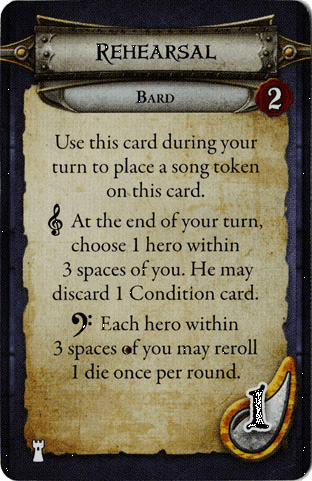 REHEARSAL
BARD
2
Use this card during your
turn to place a song token
on this card.
𝄞 At the end of your turn,
choose 1 hero within
3 spaces of you. He may
discard 1 Condition card.
𝄢 Each hero within
3 spaces of you may reroll
1 die once per round.
1